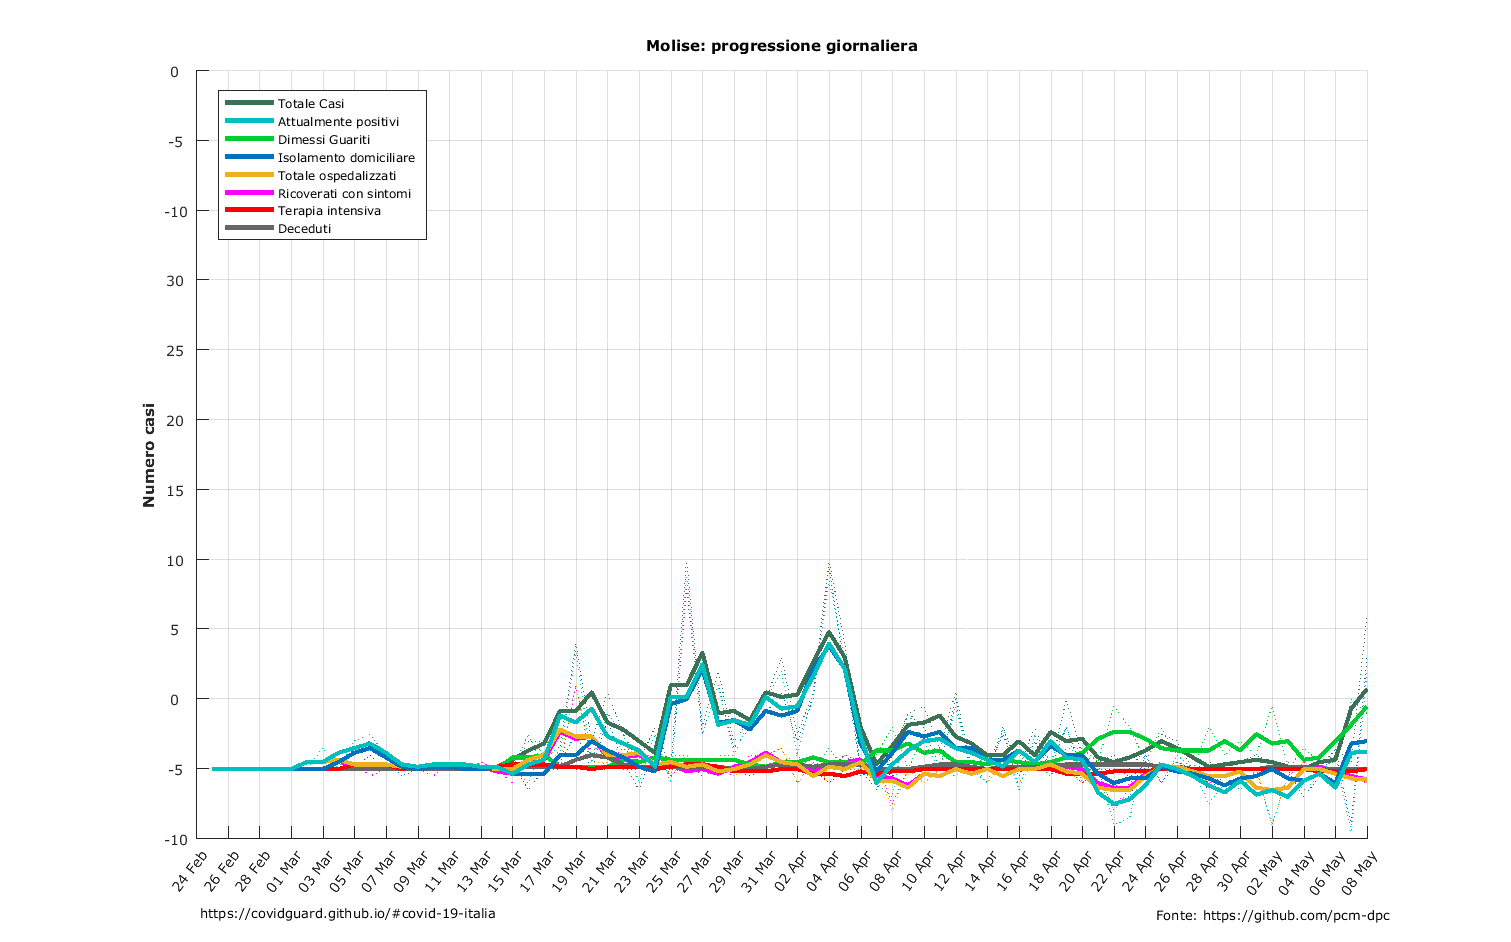 Molise: progressione giornaliera
Totale Casi
Attualmente positivi
Dimessi Guariti
Isolamento domiciliare
Totale ospedalizzati
Ricoverati con sintomi
Terapia intensiva
Deceduti
Numero casi
0
-5
-10
30
25
20
15
10
5
0
-5
-10
24 Feb
26 Feb
28 Feb
01 Mar
03 Mar
05 Mar
07 Mar
09 Mar
11 Mar
13 Mar
15 Mar
17 Mar
19 Mar
21 Mar
23 Mar
25 Mar
27 Mar
29 Mar
31 Mar
02 Apr
04 Apr
06 Apr
08 Apr
10 Apr
12 Apr
14 Apr
14 Apr
16 Apr
18 Apr
20 Apr
22 Apr
24 Apr
26 Apr
28 Apr
30 Apr
02 May
04 May
06 May
08 May
https://covidguard.github.io/#covid-19-italia
Fonte: https://github.com/pcm-dpc